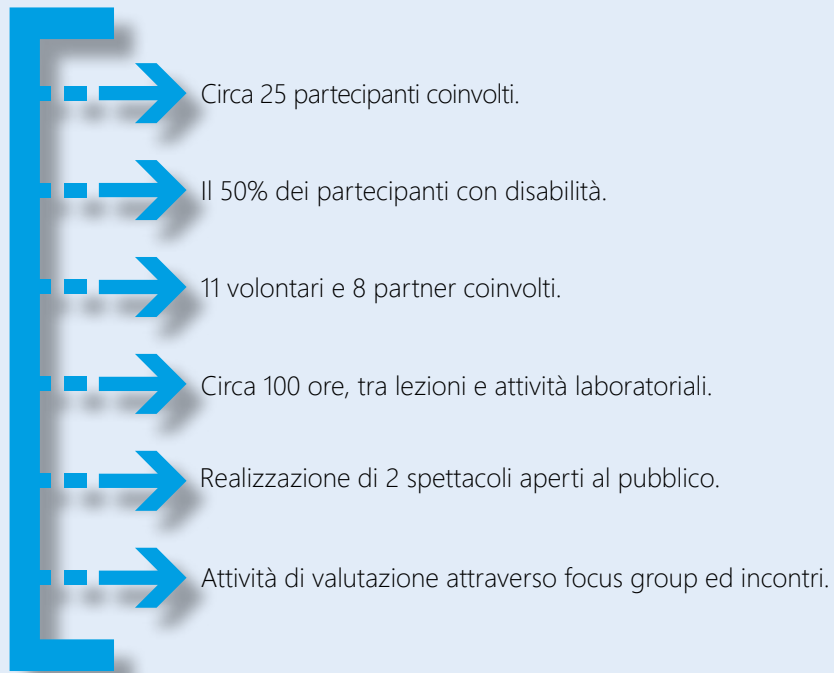 Circa 25 partecipanti coinvolti.
Il 50% dei partecipanti con disabilità.
11 volontari e 8 partner coinvolti.
Circa 100 ore, tra lezioni e attività laboratoriali.
Realizzazione di 2 spettacoli aperti al pubblico.
Attività di valutazione attraverso focus group ed incontri.